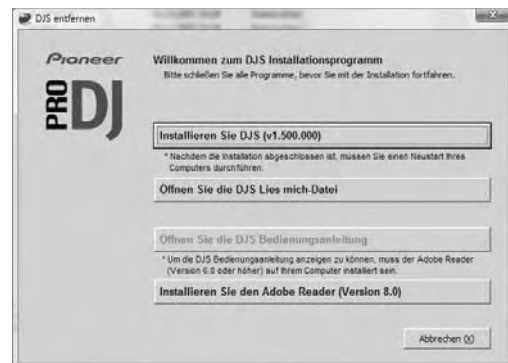 DJS entfernen
Pioneer
PRO DJ
Willkommen zum DJS Installationsprogramm
Bitte schließen Sie alle Programme, bevor Sie mit der Installation fortfahren.
Installieren Sie DJS (v1.500.000)
* Nachdem die Installation abgeschlossen ist, müssen Sie einen Neustart Ihres
Computers durchführen.
Öffnen Sie die DJS Lies mich-Datei
Öffnen Sie die DJS Bedienungsanleitung
* Um die DJS Bedienungsanleitung anzeigen zu können, muss der Adobe Reader
(Version 6.0 oder höher) auf Ihrem Computer installiert sein.
Installieren Sie den Adobe Reader (Version 8.0)
Abbrechen (X)